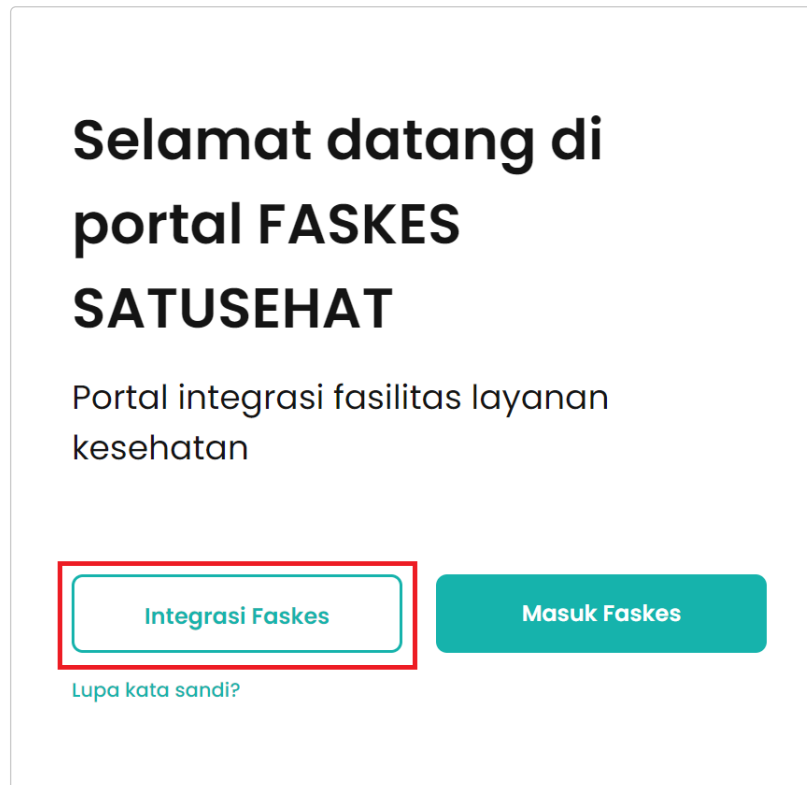 Selamat datang di
portal FASKES
SATUSEHAT
Portal integrasi fasilitas layanan
kesehatan
Integrasi Faskes
Masuk Faskes
Lupa kata sandi?